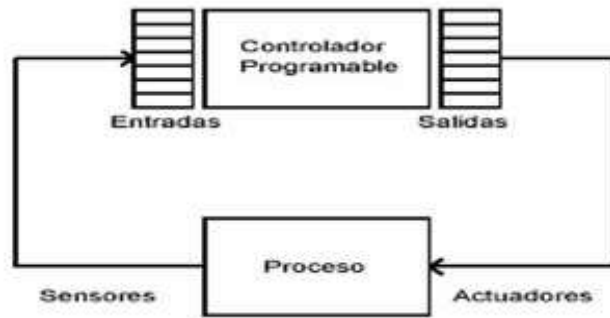 Controlador
Programable
Entradas
Salidas
Proceso
Sensores
Actuadores